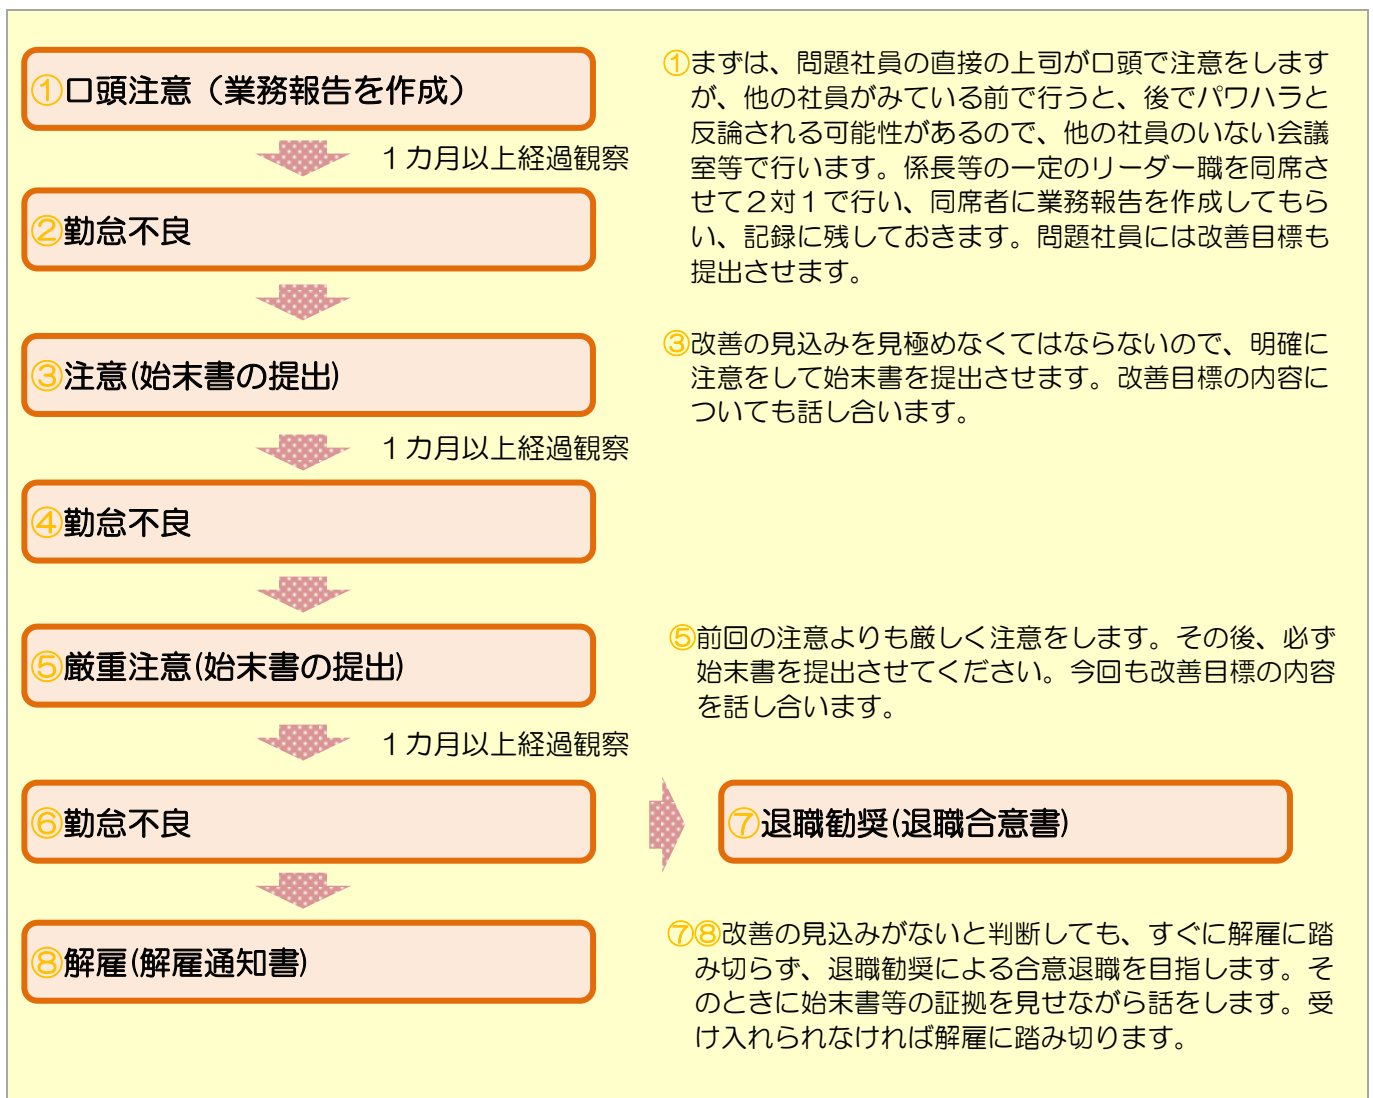 ①口頭注意（業務報告を作成）
１カ月以上経過観察
②勤怠不良
③注意(始末書の提出)
１カ月以上経過観察
④勤怠不良
⑤厳重注意(始末書の提出)
１カ月以上経過観察
⑥勤怠不良
⑦退職勧奨(退職合意書)
⑧解雇(解雇通知書)
①まずは、問題社員の直接の上司が口頭で注意をします
が、他の社員がみている前で行うと、後でパワハラと
反論される可能性があるので、他の社員のいない会議
室等で行います。係長等の一定のリーダー職を同席さ
せて２対１で行い、同席者に業務報告を作成してもら
い、記録に残しておきます。問題社員には改善目標も
提出させます。
③改善の見込みを見極めなくてはならないので、明確に
注意をして始末書を提出させます。改善目標の内容に
ついても話し合います。
⑤前回の注意よりも厳しく注意をします。その後、必ず
始末書を提出させてください。今回も改善目標の内容
を話し合います。
⑦⑧改善の見込みがないと判断しても、すぐに解雇に踏
み切らず、退職勧奨による合意退職を目指します。そ
のときに始末書等の証拠を見せながら話をします。受
け入れられなければ解雇に踏み切ります。